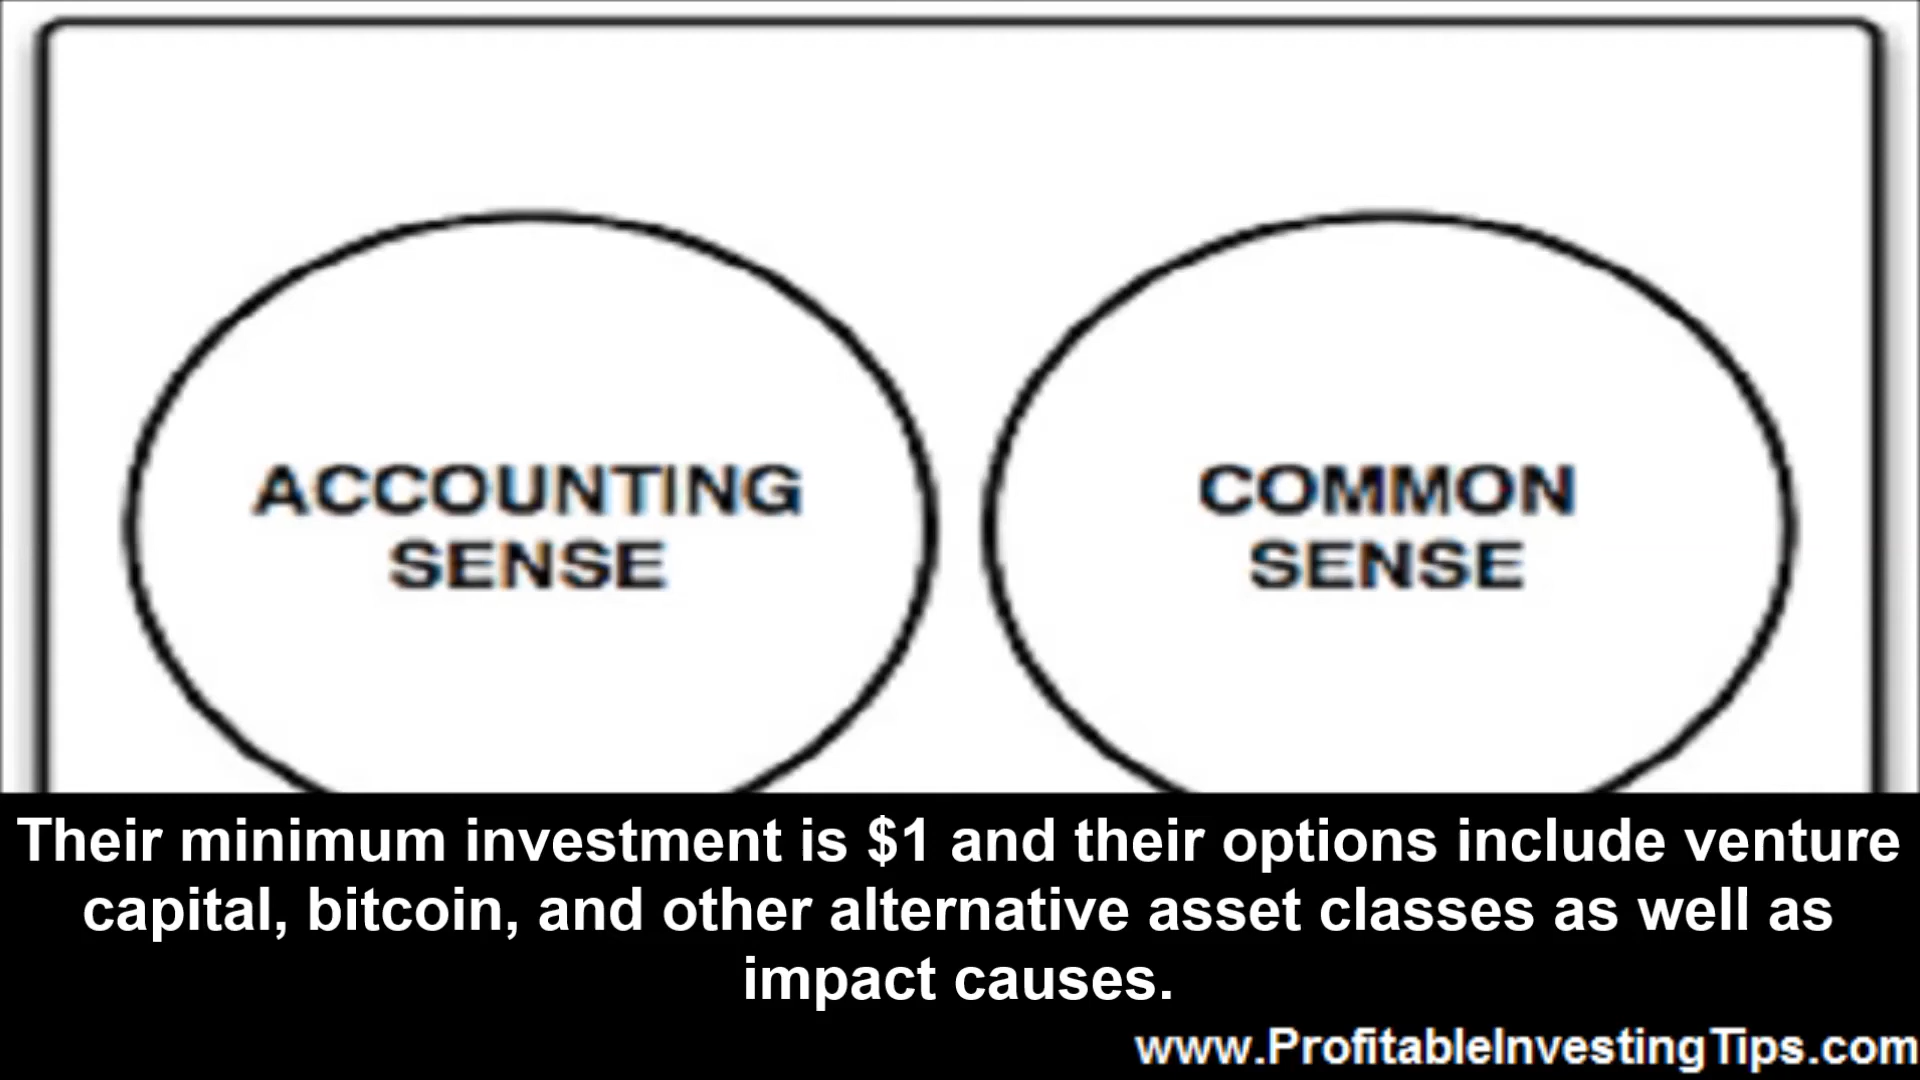 ACCOUNTING
SENSE
COMMON
SENSE
Their minimum investment is $1 and their options include venture
capital, bitcoin, and other alternative asset classes as well as
impact causes.
www.ProfitableInvestingTips.com